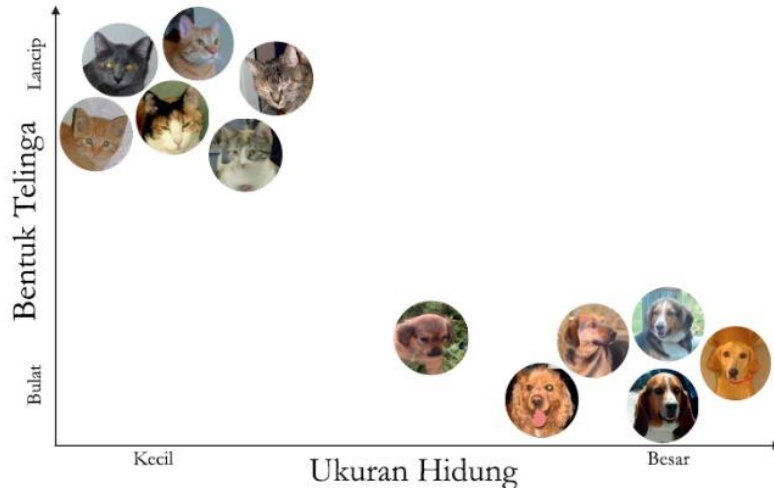 Lancip
Bentuk Telinga
Bulat
Kecil
Besar
Ukuran Hidung